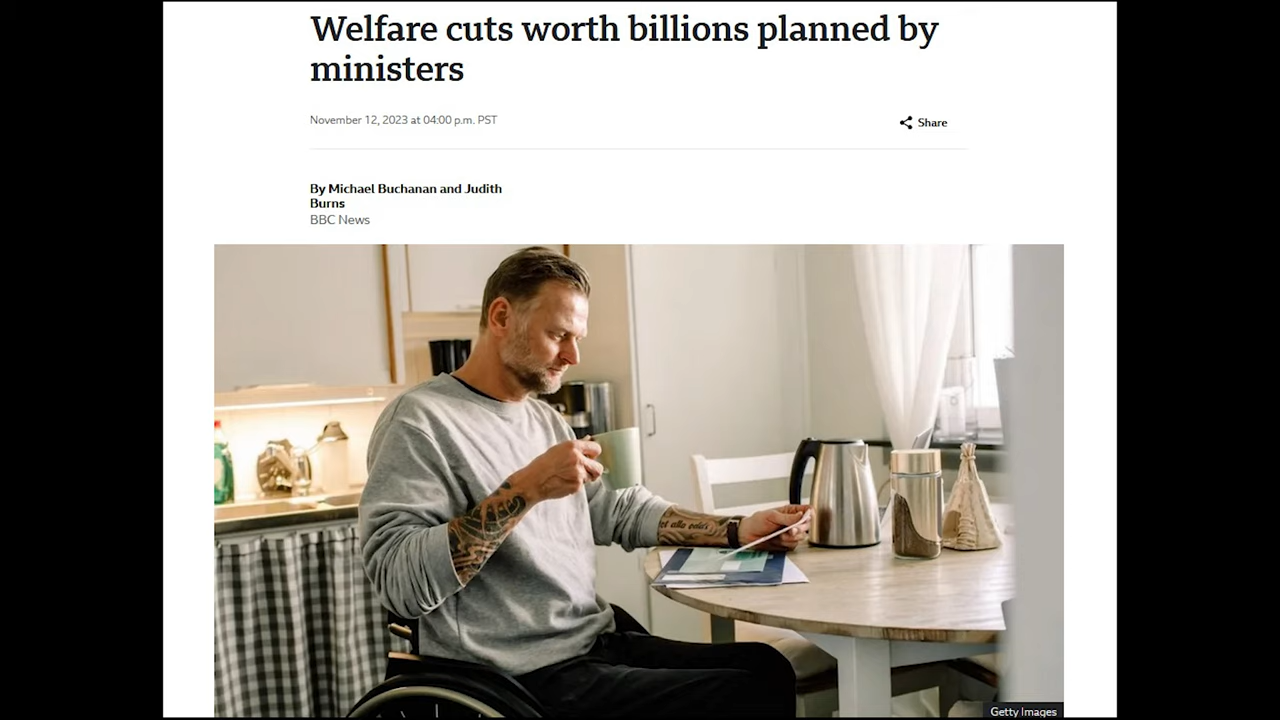 Welfare cuts worth billions planned by
ministers
November 12, 2023 at 04:00 p.m. PST
Share
By Michael Buchanan and Judith
Burns
BBC News
Getty Images